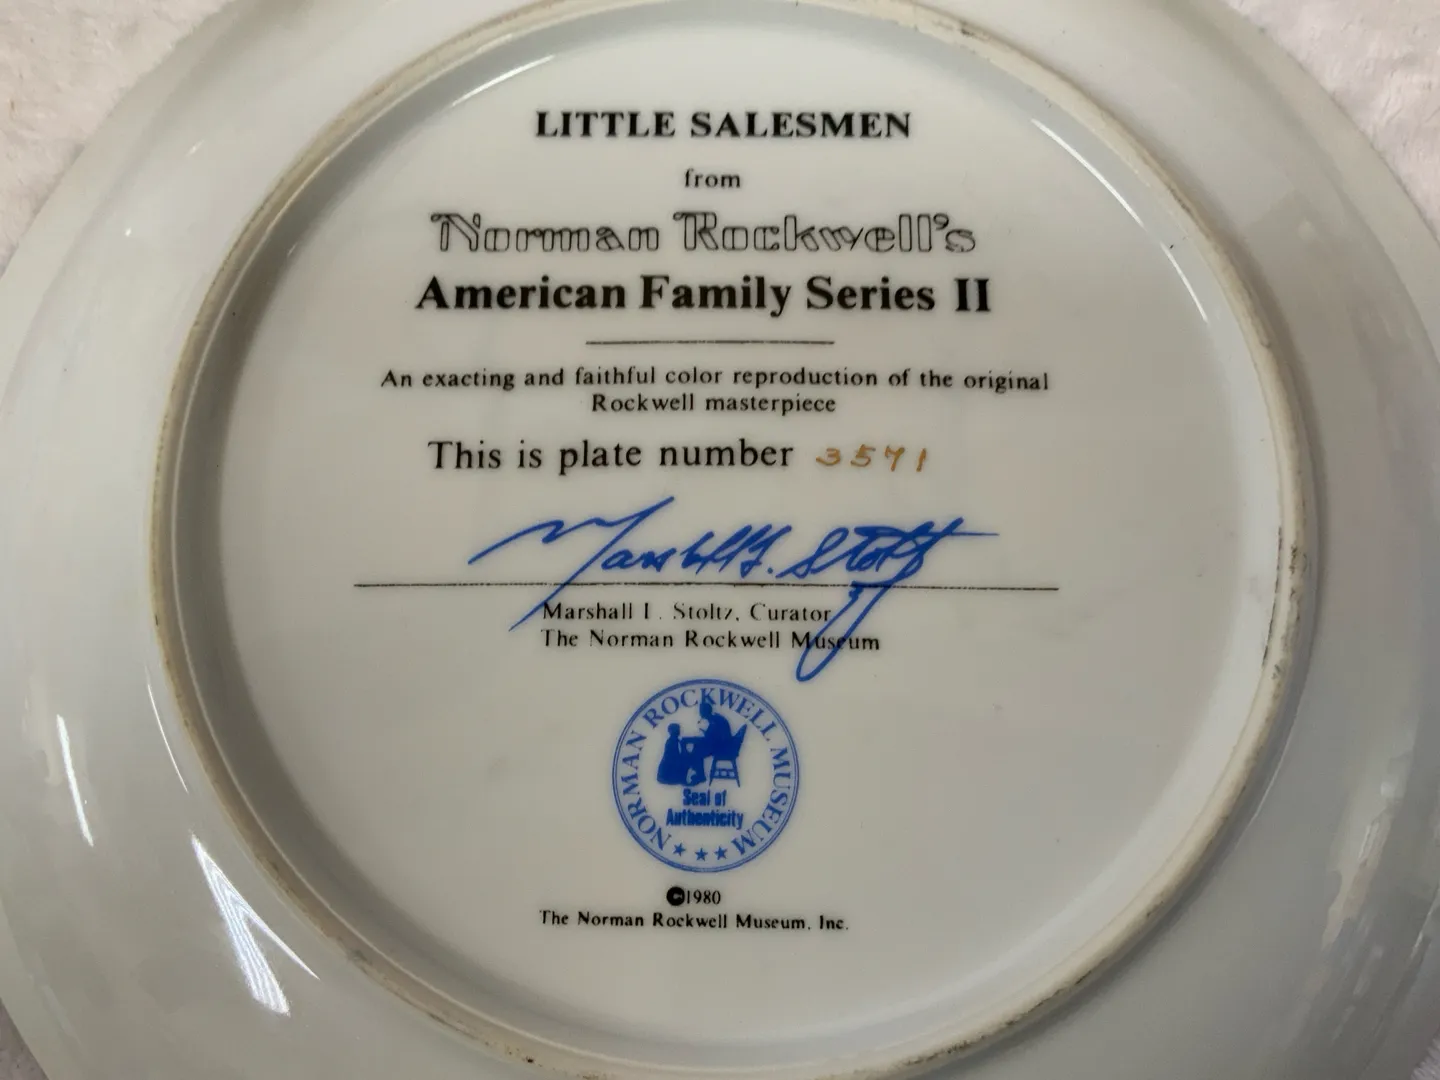 LITTLE SALESMEN
from
Norman Rockwell's
American Family Series II
An exacting and faithful color reproduction of the original
Rockwell masterpiece
This is plate number 3571
Marshall L. Stoltz
Marshall L. Stoltz, Curator
The Norman Rockwell Museum
NORMAN ROCKWELL MUSEUM
Seal of
Authenticity
©1980
The Norman Rockwell Museum, Inc.